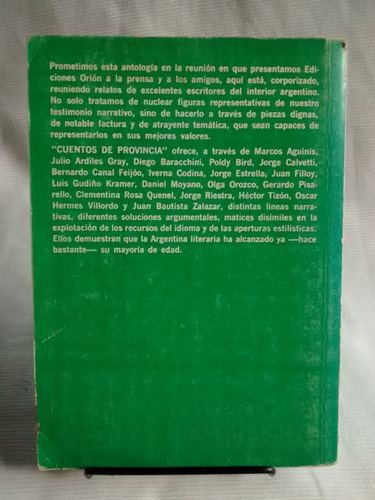 Prometimos esta antología en la reunión en que presentamos Edi-
ciones Orión a la prensa y a los amigos, aquí está, corporizado,
reuniendo relatos de excelentes escritores del interior argentino.
No solo tratamos de nuclear figuras representativas de nuestro
testimonio narrativo, sino de hacerlo a través de piezas dignas,
de notable factura y de atrayente temática, que sean capaces de
representarlos en sus mejores valores.
"CUENTOS DE PROVINCIA" ofrece, a través de Marcos Aguinis,
Julio Ardiles Gray, Diego Baracchini, Poldy Bird, Jorge Calvetti,
Bernardo Canal Feijóo, Iverna Codina, Jorge Estrella, Juan Filloy,
Luis Gudiño Kramer, Daniel Moyano, Olga Orozco, Gerardo Pisa-
rello, Clementina Rosa Quenel, Jorge Riestra, Héctor Tizón, Oscar
Hermes Villordo y Juan Bautista Zalazar, distintas líneas narra-
tivas, diferentes soluciones argumentales, matices disímiles en la
explotación de los recursos del idioma y de las aperturas estilísticas.
Ellos demuestran que la Argentina literaria ha alcanzado ya —hace
bastante— su mayoría de edad.